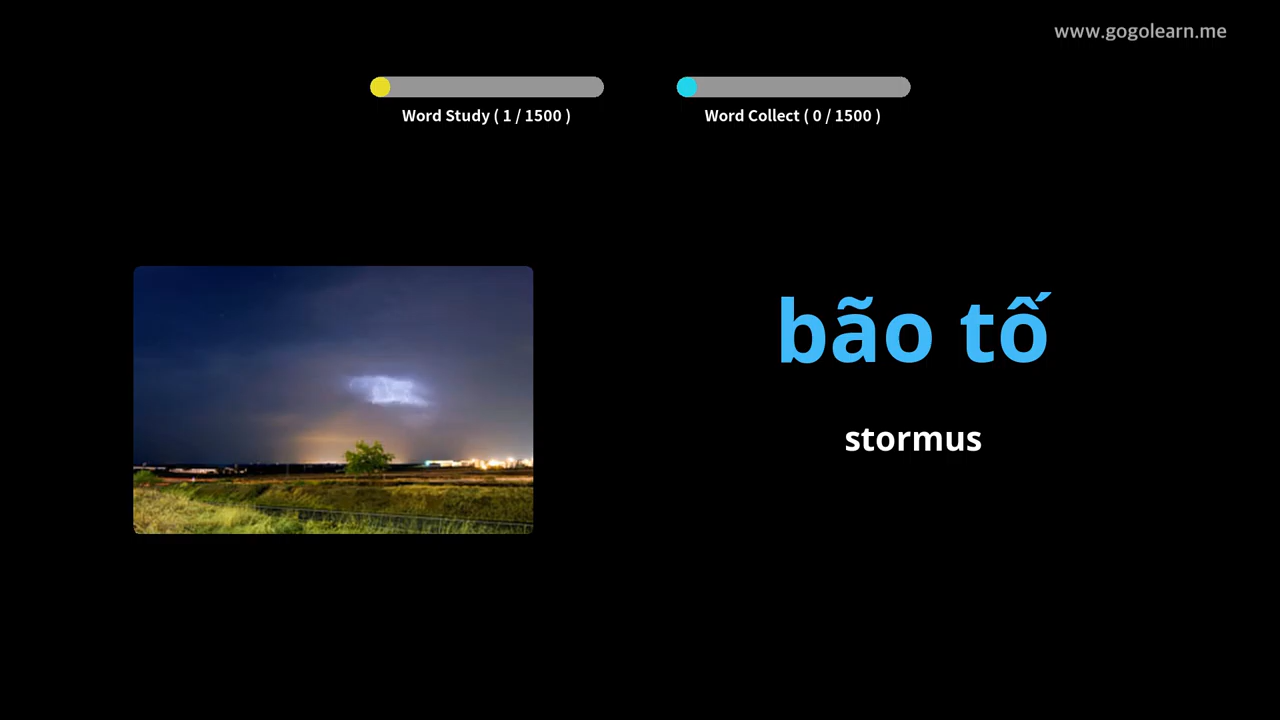 www.gogolearn.me
Word Study ( 1 / 1500 )
Word Collect ( 0 / 1500 )
bão tố
stormus